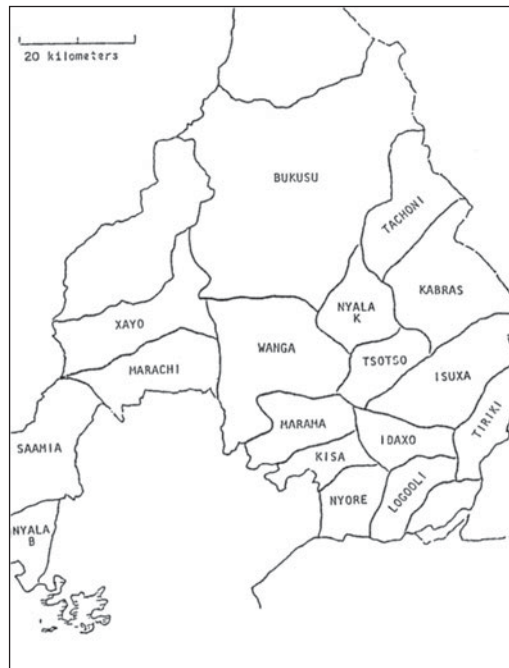 20 kilometers
BUKUSU
TACHONI
KABRAS
NYALA
K
XAYO
WANGA
TSOTSO
MARACHI
ISUXA
TIRIKI
MARAMA
IDAXO
SAAMIA
KISA
LOGOOLI
NYORE
NYALA
B